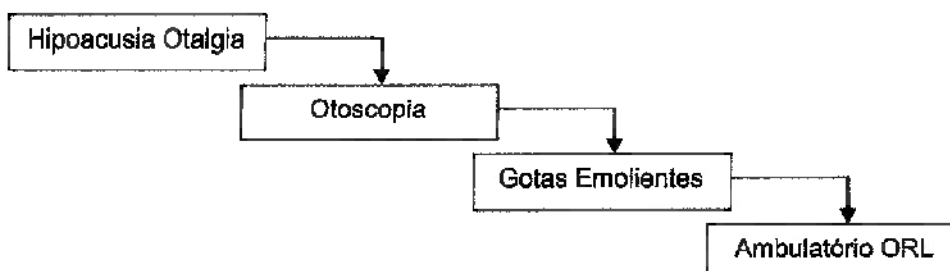 Hipoacusia Otalgia
Otoscopia
Gotas Emolientes
Ambulatório ORL